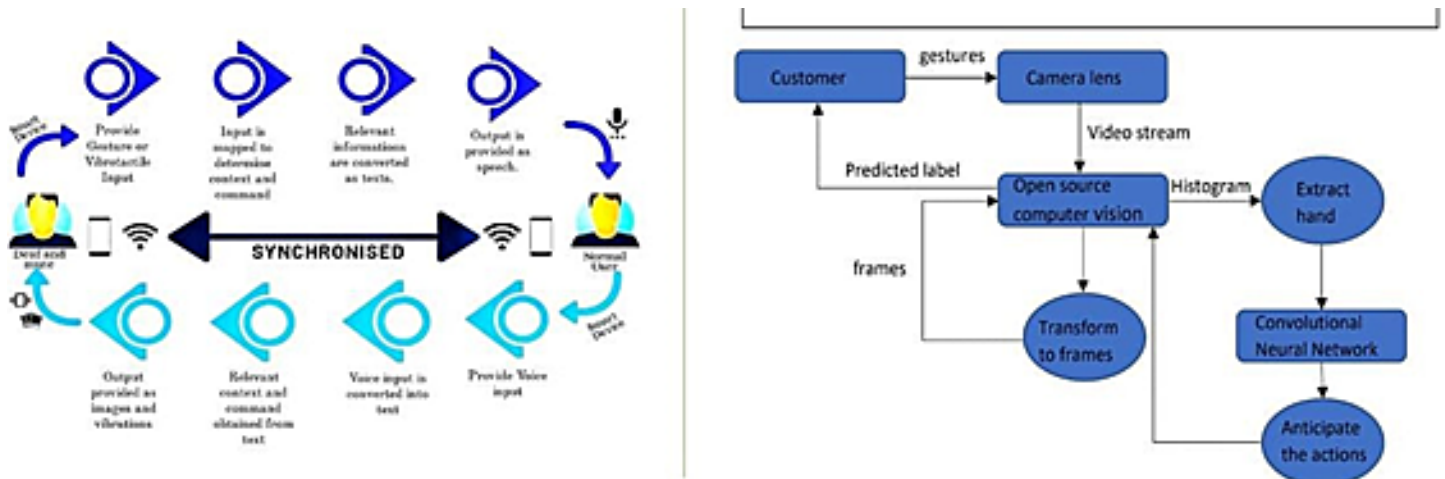 Smart
Device
Provide
Gesture or
Vibrotactile
Input
Input is
mapped to
determine
context and
command
Relevant
informations
are converted
as texts.
Output is
provided as
speech.
SYNCHRONISED
Deaf and
mute
Normal
User
Smart
Device
Output
provided as
images and
vibrations
Relevant
context and
command
obtained from
text
Voice input is
converted into
text
Provide Voice
input
Customer
gestures
Camera lens
Video stream
Predicted label
Open source
computer vision
Histogram
Extract
hand
frames
Transform
to frames
Convolutional
Neural Network
Anticipate
the actions